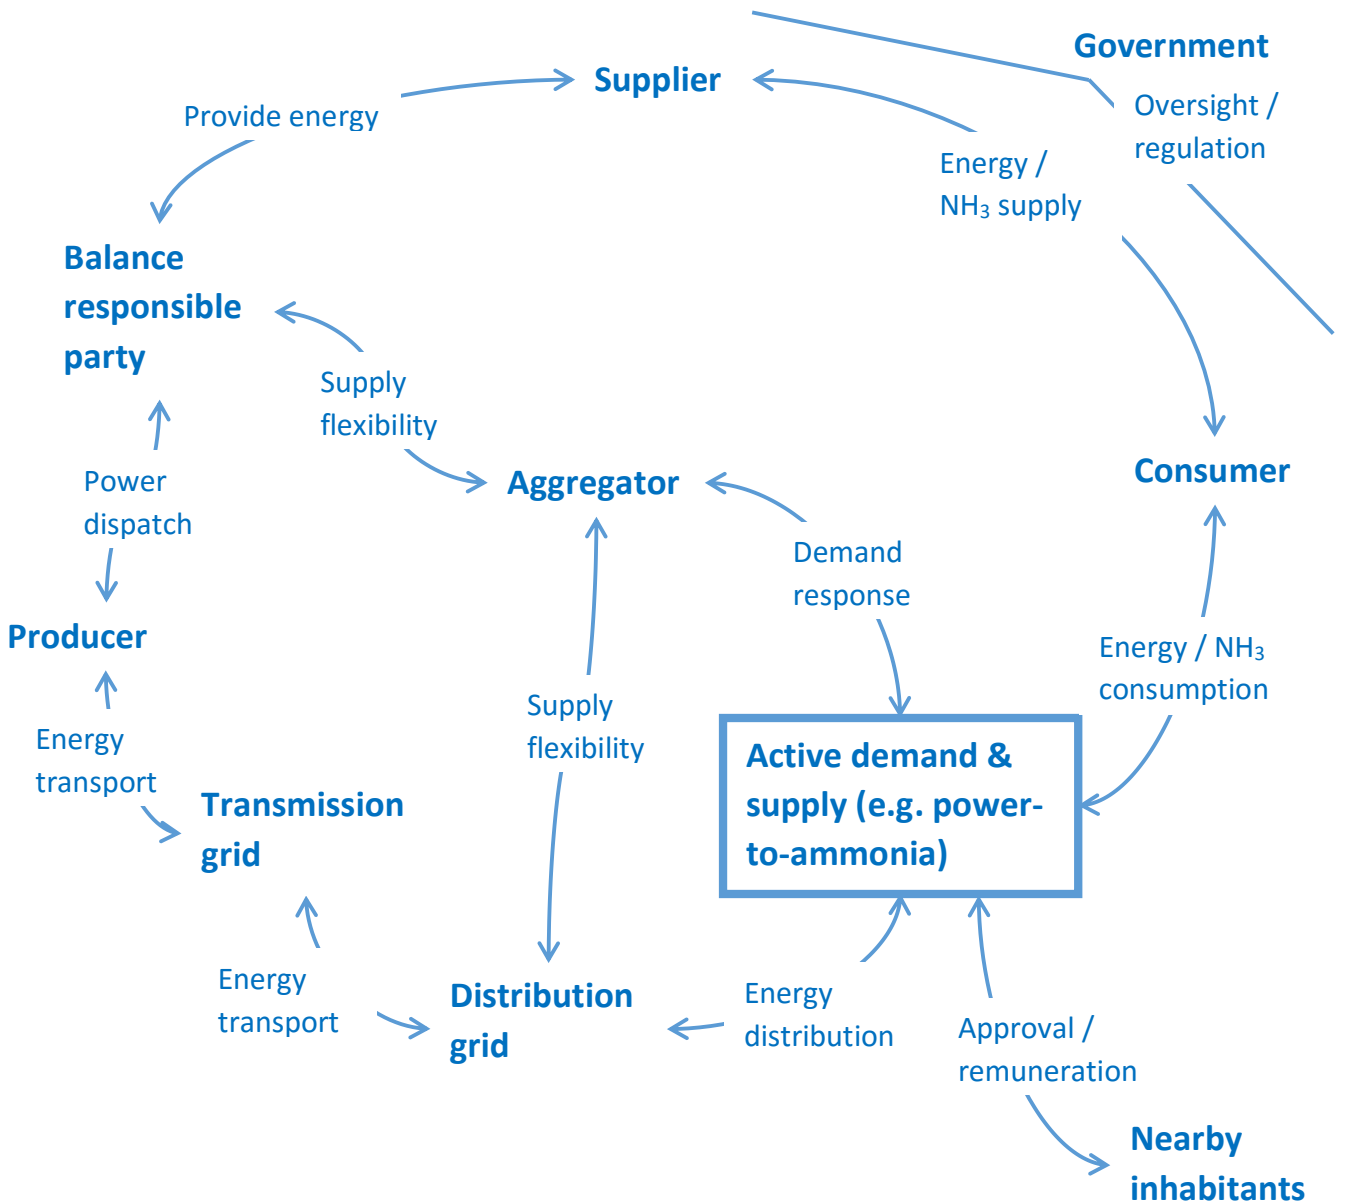 Government
Supplier
Oversight /
regulation
Provide energy
Energy /
NH₃ supply
Balance
responsible
party
Supply
flexibility
Aggregator
Consumer
Power
dispatch
Demand
response
Producer
Energy / NH₃
consumption
Supply
flexibility
Energy
transport
Active demand &
supply (e.g. power-
to-ammonia)
Transmission
grid
Energy
transport
Distribution
grid
Energy
distribution
Approval /
remuneration
Nearby
inhabitants